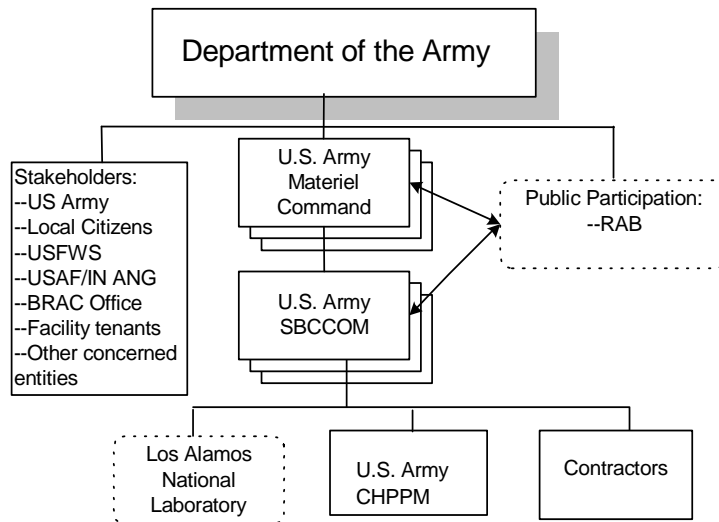 Department of the Army
Stakeholders:
--US Army
--Local Citizens
--USFWS
--USAF/IN ANG
--BRAC Office
--Facility tenants
--Other concerned
entities
U.S. Army
Materiel
Command
Public Participation:
--RAB
U.S. Army
SBCCOM
Los Alamos
National
Laboratory
U.S. Army
CHPPM
Contractors